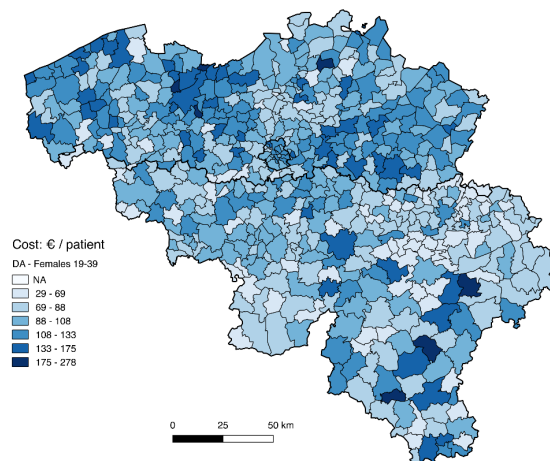 Cost: € / patient
DA - Females 19-39
NA
29 - 69
69 - 88
88 - 108
108 - 133
133 - 175
175 - 278
0 25 50 km